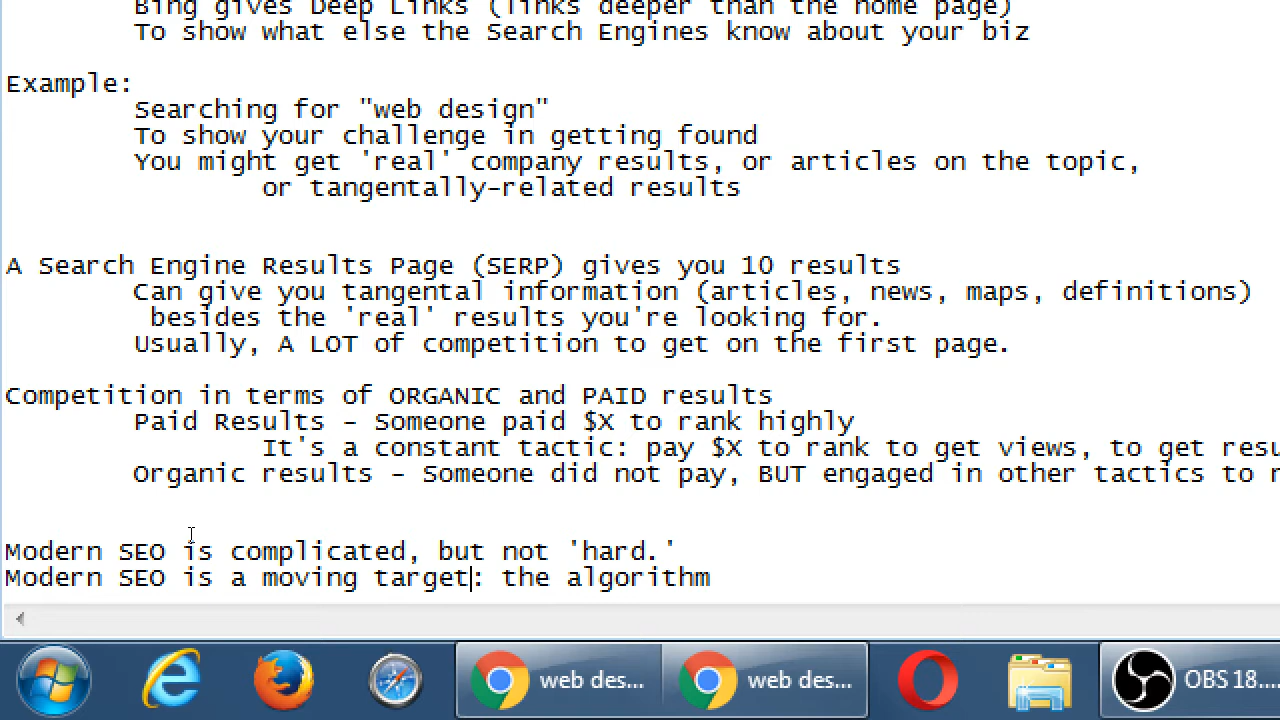 Bing gives Deep Links (links deeper than the home page)
To show what else the Search Engines know about your biz
Example:
Searching for "web design"
To show your challenge in getting found
You might get 'real' company results, or articles on the topic,
or tangentally-related results
A Search Engine Results Page (SERP) gives you 10 results
Can give you tangental information (articles, news, maps, definitions)
besides the 'real' results you're looking for.
Usually, A LOT of competition to get on the first page.
Competition in terms of ORGANIC and PAID results
Paid Results - Someone paid $X to rank highly
It's a constant tactic: pay $X to rank to get views, to get
Organic results - Someone did not pay, BUT engaged in other tactics to
Modern SEO is complicated, but not 'hard.'
Modern SEO is a moving target: the algorithm
web des... web des... OBS 18....